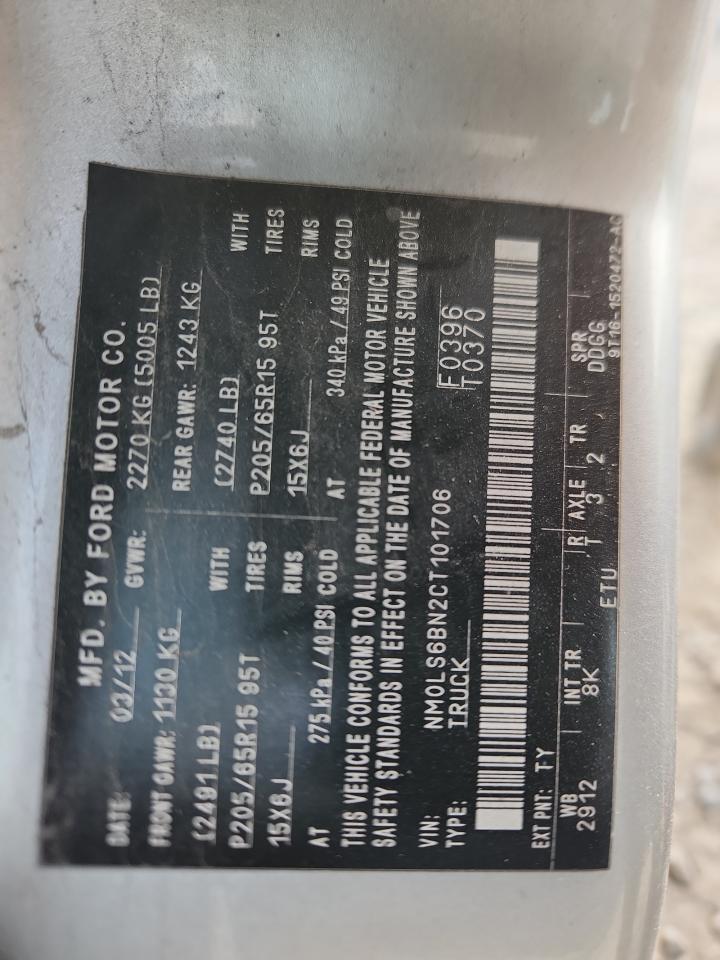 MFD. BY FORD MOTOR CO.
DATE: 03/12 GVWR: 2270 KG (5005 LB)
FRONT GAWR: 1130 KG REAR GAWR: 1243 KG
(2491 LB) WITH (2740 LB) WITH
P205/65R15 95T TIRES P205/65R15 95T TIRES
15X6J RIMS 15X6J RIMS
AT 275 kPa / 40 PSI COLD AT 340 kPa / 49 PSI COLD
THIS VEHICLE CONFORMS TO ALL APPLICABLE FEDERAL MOTOR VEHICLE
SAFETY STANDARDS IN EFFECT ON THE DATE OF MANUFACTURE SHOWN ABOVE
VIN: NM0LS6BN2CT101706 F0396
TYPE: TRUCK T0370
EXT PNT: TY
WB INT TR R AXLE TR SPR
2912 8K T 3 2 DDGG
ETU 9T16-1520472-AC